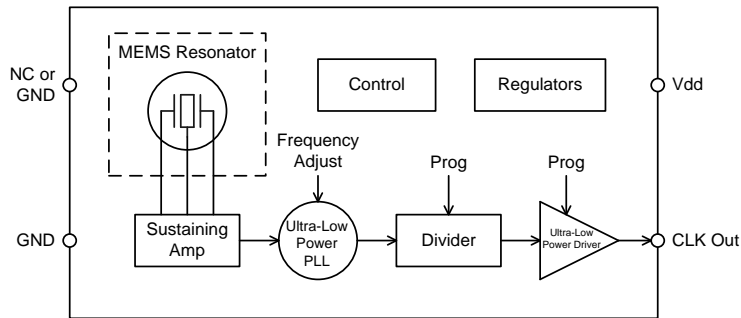 MEMS Resonator
NC or
GND
Control
Regulators
Vdd
Frequency
Adjust
Prog
Prog
GND
Sustaining
Amp
Ultra-Low
Power
PLL
Divider
Ultra-Low
Power Driver
CLK Out